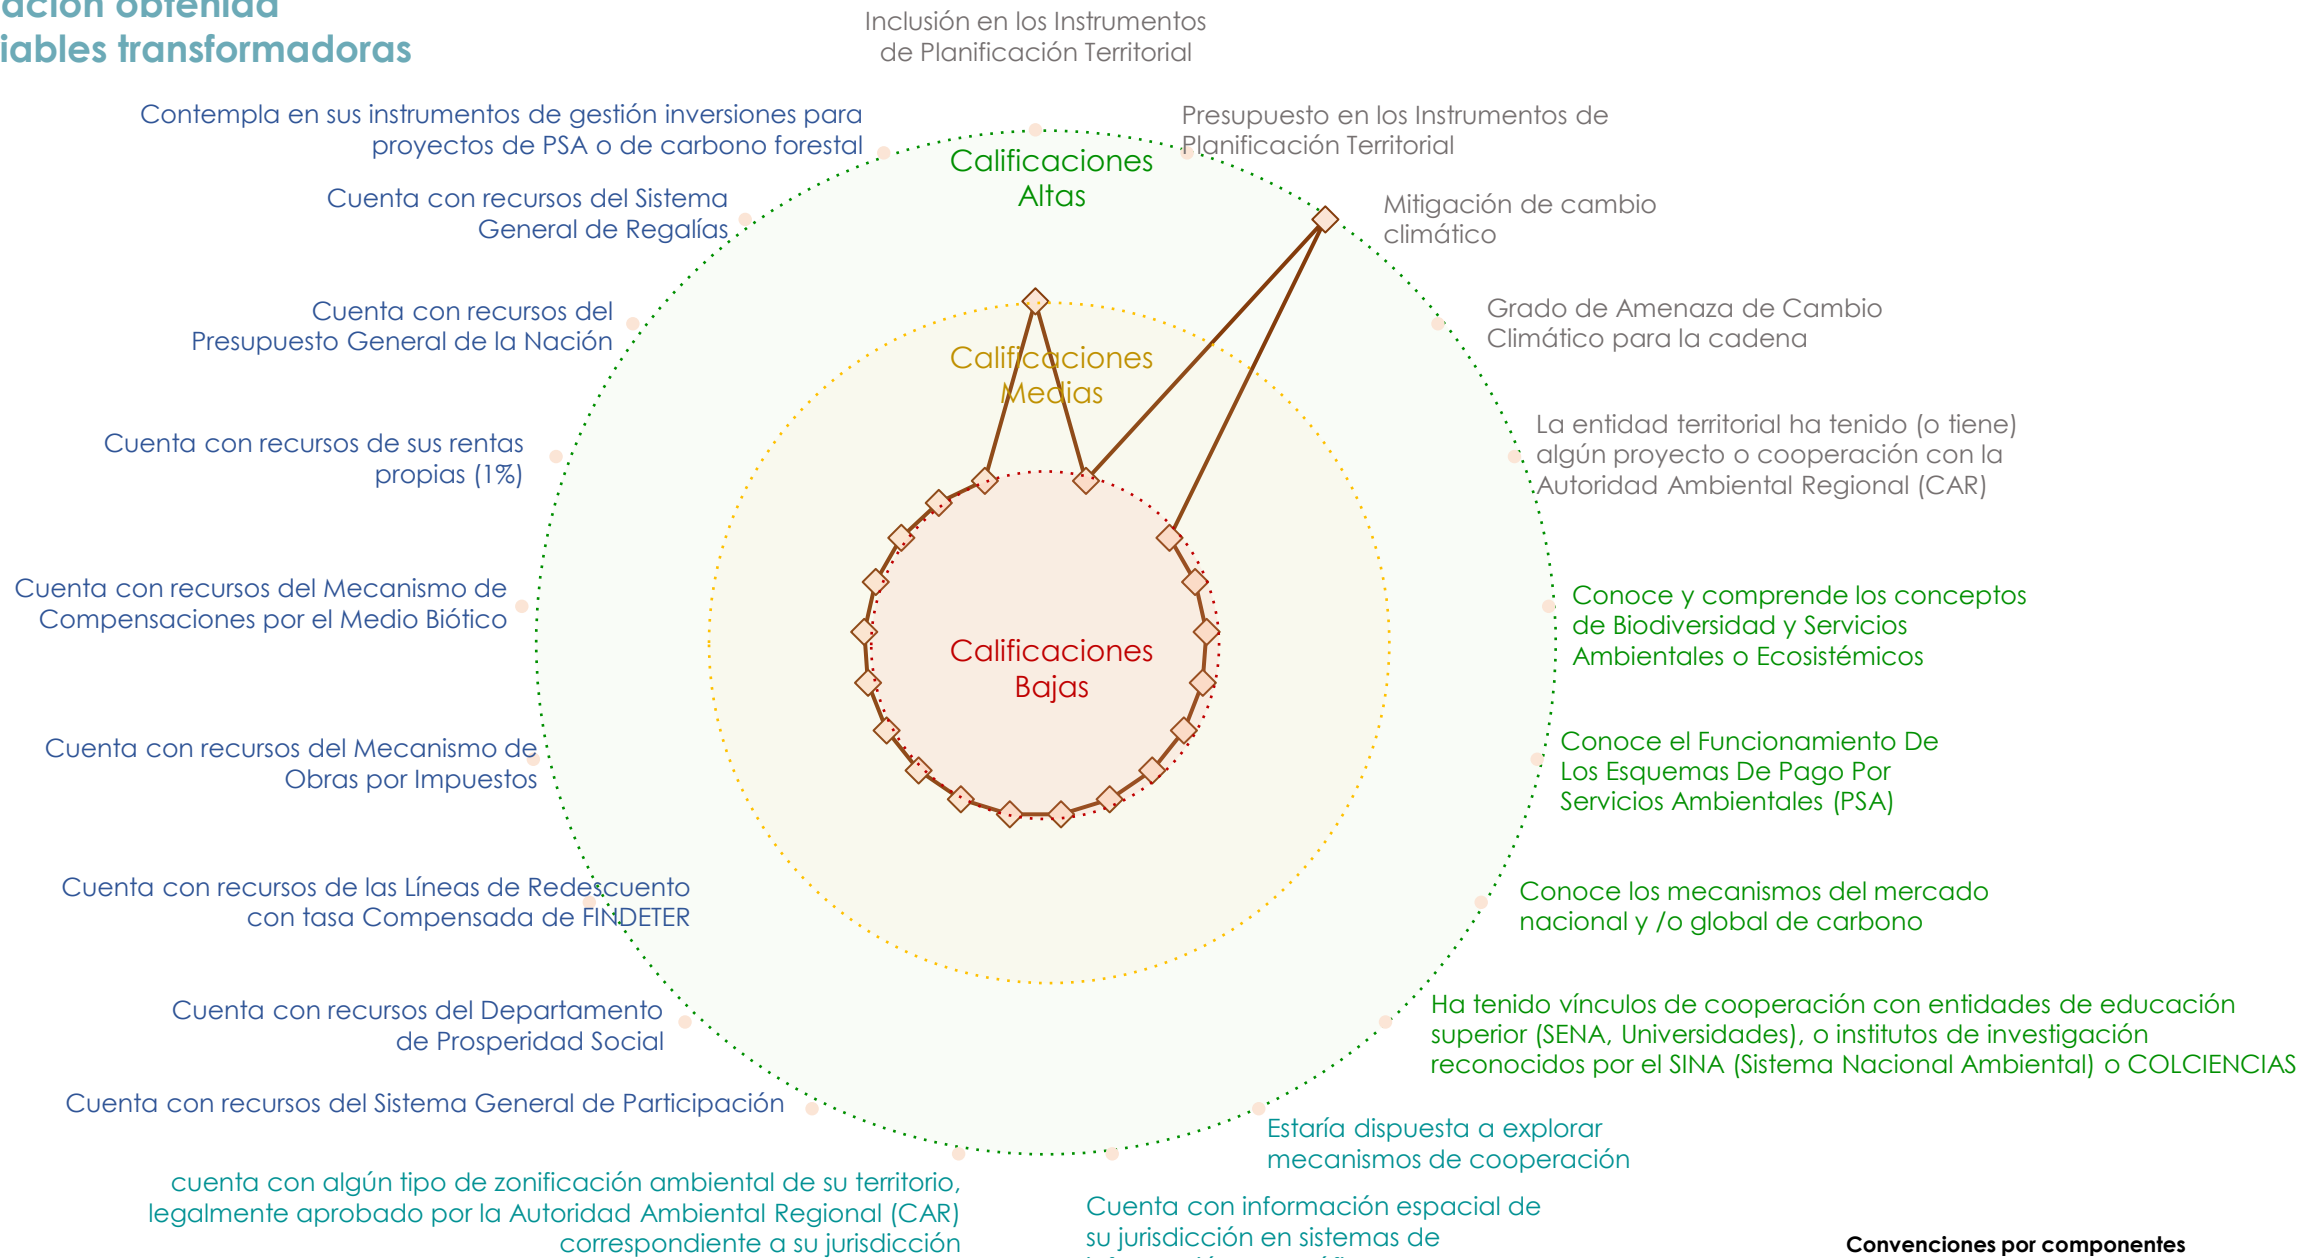 iables transformadoras
Inclusión en los Instrumentos
de Planificación Territorial
Contempla en sus instrumentos de gestión inversiones para
proyectos de PSA o de carbono forestal
Presupuesto en los Instrumentos de
Planificación Territorial
Calificaciones
Altas
Cuenta con recursos del Sistema
General de Regalías
Mitigación de cambio
climático
Cuenta con recursos del
Presupuesto General de la Nación
Grado de Amenaza de Cambio
Climático para la cadena
Calificaciones
Medias
Cuenta con recursos de sus rentas
propias (1%)
La entidad territorial ha tenido (o tiene)
algún proyecto o cooperación con la
Autoridad Ambiental Regional (CAR)
Cuenta con recursos del Mecanismo de
Compensaciones por el Medio Biótico
Conoce y comprende los conceptos
de Biodiversidad y Servicios
Ambientales o Ecosistémicos
Calificaciones
Bajas
Cuenta con recursos del Mecanismo de
Obras por Impuestos
Conoce el Funcionamiento De
Los Esquemas De Pago Por
Servicios Ambientales (PSA)
Cuenta con recursos de las Líneas de Redescuento
con tasa Compensada de FINDETER
Conoce los mecanismos del mercado
nacional y /o global de carbono
Cuenta con recursos del Departamento
de Prosperidad Social
Ha tenido vínculos de cooperación con entidades de educación
superior (SENA, Universidades), o institutos de investigación
reconocidos por el SINA (Sistema Nacional Ambiental) o COLCIENCIAS
Cuenta con recursos del Sistema General de Participación
Estaría dispuesta a explorar
mecanismos de cooperación
cuenta con algún tipo de zonificación ambiental de su territorio,
legalmente aprobado por la Autoridad Ambiental Regional (CAR)
correspondiente a su jurisdicción
Cuenta con información espacial de
su jurisdicción en sistemas de
Convenciones por componentes